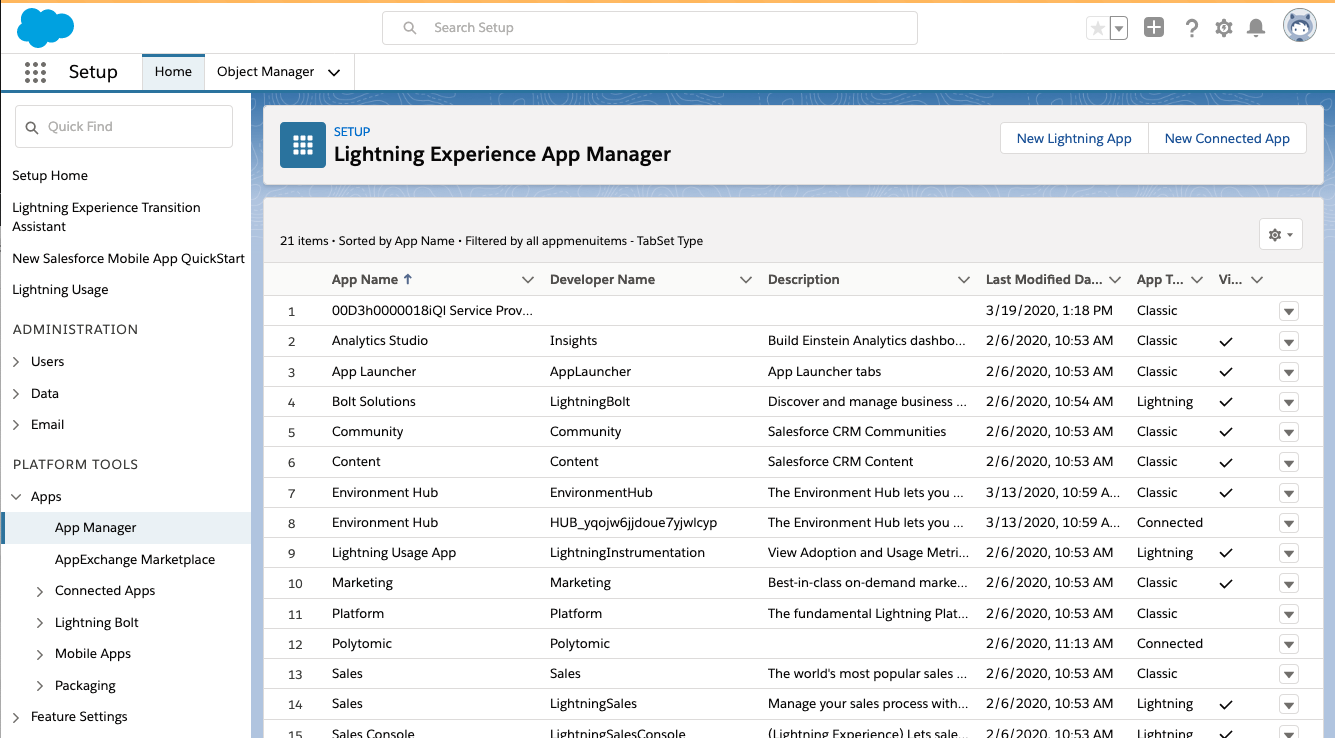 Search Setup
Setup
Home
Object Manager
Quick Find
Setup Home
Lightning Experience Transition
Assistant
New Salesforce Mobile App QuickStart
Lightning Usage
ADMINISTRATION
Users
Data
Email
PLATFORM TOOLS
Apps
App Manager
AppExchange Marketplace
Connected Apps
Lightning Bolt
Mobile Apps
Packaging
Feature Settings
SETUP
Lightning Experience App Manager
New Lightning App New Connected App
21 items • Sorted by App Name • Filtered by all appmenuitems - TabSet Type
App Name ↑ Developer Name Description Last Modified Da... App T... Vi...
1 00D3h0000018iQI Service Prov... 3/19/2020, 1:18 PM Classic
2 Analytics Studio Insights Build Einstein Analytics dashbo... 2/6/2020, 10:53 AM Classic
3 App Launcher AppLauncher App Launcher tabs 2/6/2020, 10:53 AM Classic
4 Bolt Solutions LightningBolt Discover and manage business ... 2/6/2020, 10:54 AM Lightning
5 Community Community Salesforce CRM Communities 2/6/2020, 10:53 AM Classic
6 Content Content Salesforce CRM Content 2/6/2020, 10:53 AM Classic
7 Environment Hub EnvironmentHub The Environment Hub lets you ... 3/13/2020, 10:59 A... Classic
8 Environment Hub HUB_yqojw6jjdoue7yjwlcyp The Environment Hub lets you ... 3/13/2020, 10:59 A... Connected
9 Lightning Usage App LightningInstrumentation View Adoption and Usage Metri... 2/6/2020, 10:53 AM Lightning
10 Marketing Marketing Best-in-class on-demand marke... 2/6/2020, 10:53 AM Classic
11 Platform Platform The fundamental Lightning Plat... 2/6/2020, 10:53 AM Classic
12 Polytomic Polytomic 2/6/2020, 11:13 AM Connected
13 Sales Sales The world's most popular sales ... 2/6/2020, 10:53 AM Classic
14 Sales LightningSales Manage your sales process with... 2/6/2020, 10:53 AM Lightning
15 Sales Console LightningSalesConsole (Lightning Experience) Lets sale... 2/6/2020, 10:53 AM Lightning